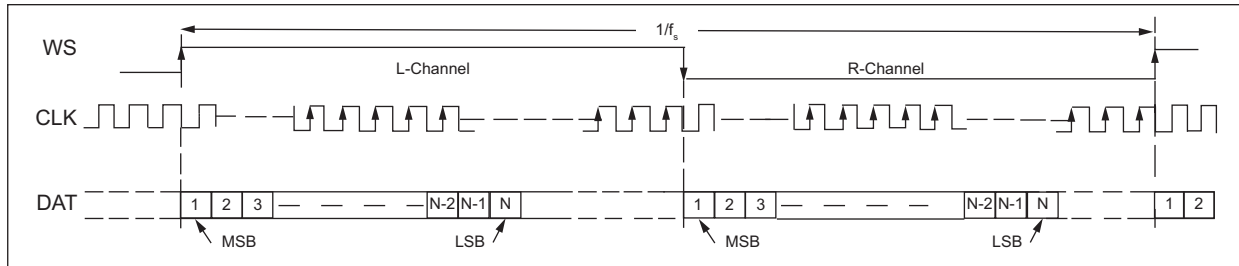 1/fs
WS
L-Channel
R-Channel
CLK
DAT
1 2 3 N-2 N-1 N 1 2 3 N-2 N-1 N 1 2
MSB LSB MSB LSB